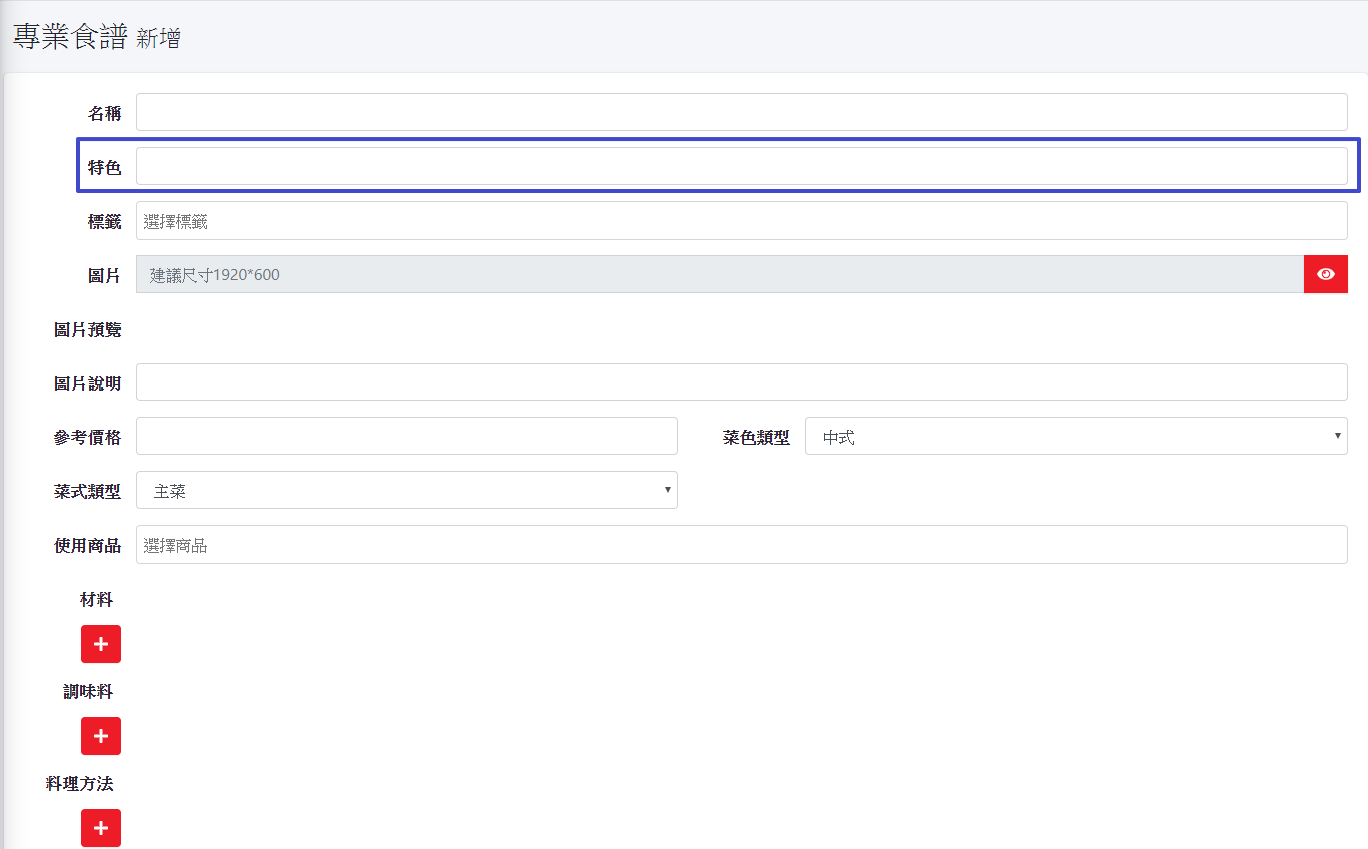 專業食譜 新增
名稱
特色
標籤 選擇標籤
圖片 建議尺寸1920*600
圖片預覽
圖片說明
參考價格 菜色類型 中式
菜式類型 主菜
使用商品 選擇商品
材料
調味料
料理方法